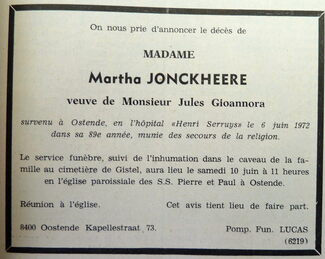 On nous prie d'annoncer le décès de
MADAME
Martha JONCKHEERE
veuve de Monsieur Jules Gioannora
survenu à Ostende, en l'hôpital «Henri Serruys» le 6 juin 1972
dans sa 89e année, munie des secours de la religion.
Le service funèbre, suivi de l'inhumation dans le caveau de la fa-
mille au cimetière de Gistel, aura lieu le samedi 10 juin à 11 heures
en l'église paroissiale des S.S. Pierre et Paul à Ostende.
Réunion à l'église. Cet avis tient lieu de faire part.
8400 Oostende Kapellestraat 73. Pomp. Fun. LUCAS
(6219)